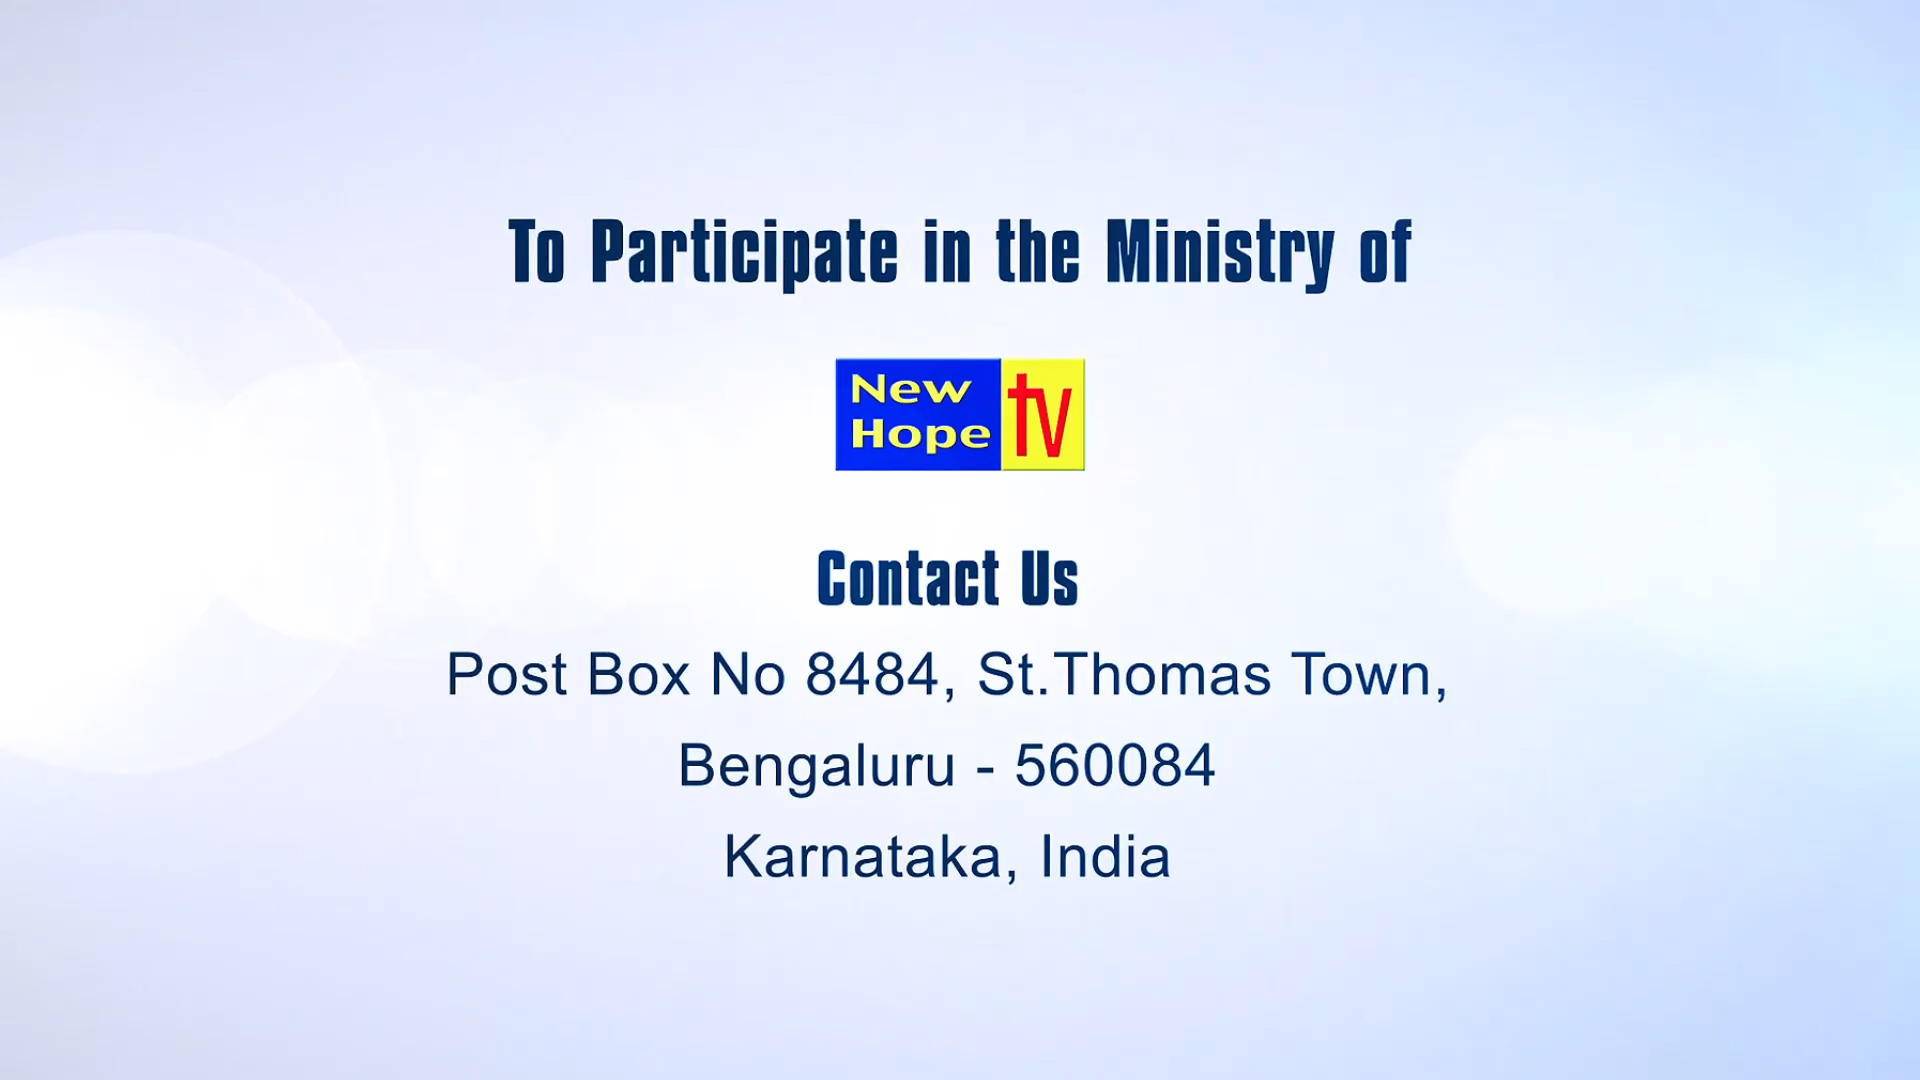 To Participate in the Ministry of
New
Hope
tv
Contact Us
Post Box No 8484, St.Thomas Town,
Bengaluru - 560084
Karnataka, India